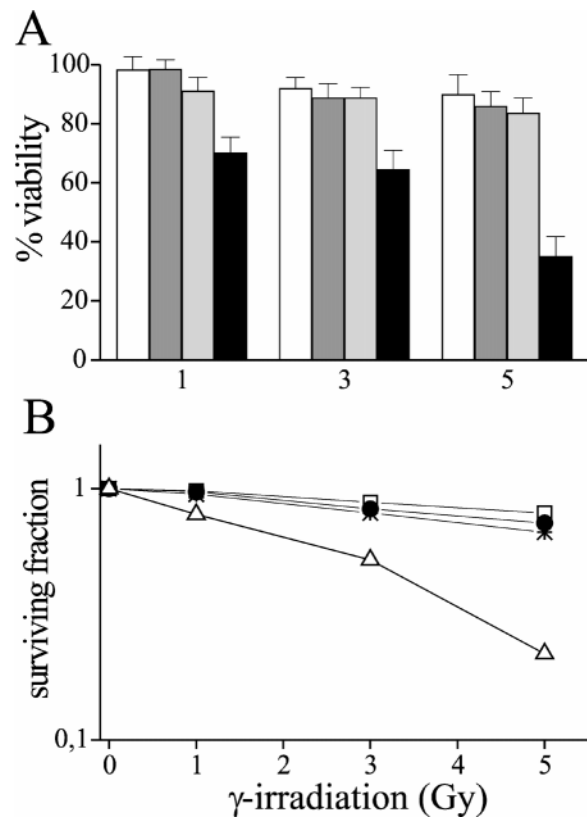 A
% viability
100
80
60
40
20
0
1 3 5
B
surviving fraction
1
0,1
0 1 2 3 4 5
γ-irradiation (Gy)